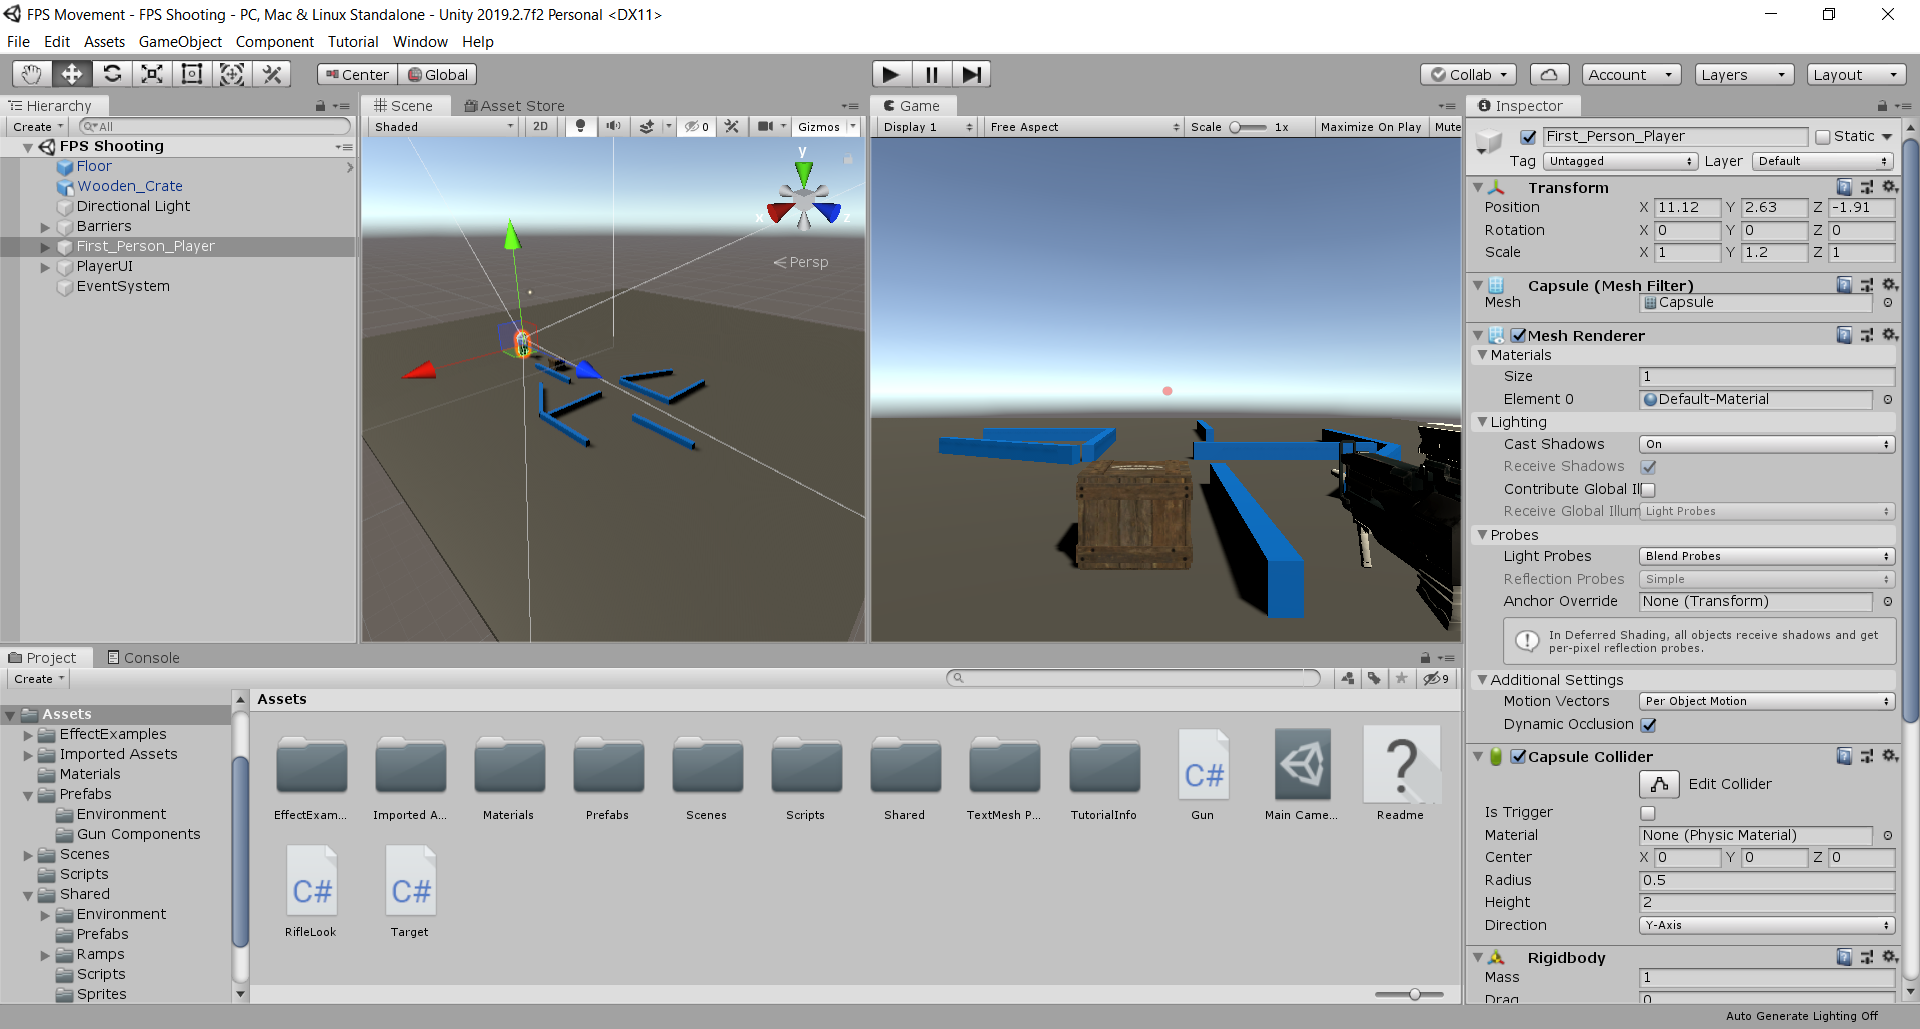 FPS Movement - FPS Shooting - PC, Mac & Linux Standalone - Unity 2019.2.7f2 Personal <DX11>
File Edit Assets GameObject Component Tutorial Window Help
Center Global Collab Account Layers Layout
Hierarchy
Create All
FPS Shooting
Floor
Wooden_Crate
Directional Light
Barriers
First_Person_Player
PlayerUI
EventSystem
Scene Asset Store
Shaded 2D 0 Gizmos
y
x
z
Persp
Game
Display 1 Free Aspect Scale 1x Maximize On Play Mute
Inspector
First_Person_Player Static
Tag Untagged Layer Default
Transform
Position X 11.12 Y 2.63 Z -1.91
Rotation X 0 Y 0 Z 0
Scale X 1 Y 1.2 Z 1
Capsule (Mesh Filter)
Mesh Capsule
Mesh Renderer
Materials
Size 1
Element 0 Default-Material
Lighting
Cast Shadows On
Receive Shadows
Contribute Global Il
Receive Global Illum Light Probes
Probes
Light Probes Blend Probes
Reflection Probes Simple
Anchor Override None (Transform)
In Deferred Shading, all objects receive shadows and get
per-pixel reflection probes.
Additional Settings
Motion Vectors Per Object Motion
Dynamic Occlusion
Capsule Collider
Edit Collider
Is Trigger
Material None (Physic Material)
Center X 0 Y 0 Z 0
Radius 0.5
Height 2
Direction Y-Axis
Rigidbody
Mass 1
Drag 0
Project Console
Create 9
Assets
EffectExamples
Imported Assets
Materials
Prefabs
Environment
Gun Components
Scenes
Scripts
Shared
Environment
Prefabs
Ramps
Scripts
Sprites
Assets
EffectExam... Imported A... Materials Prefabs Scenes Scripts Shared TextMesh P... TutorialInfo C# Gun Main Came... ? Readme
C# RifleLook C# Target
Auto Generate Lighting Off